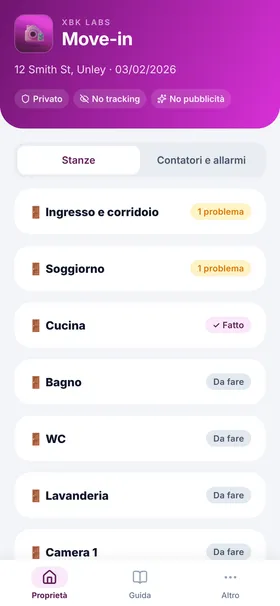 XBK LABS
Move-in
12 Smith St, Unley · 03/02/2026
Privato
No tracking
No pubblicità
Stanze
Contatori e allarmi
Ingresso e corridoio
1 problema
Soggiorno
1 problema
Cucina
✓ Fatto
Bagno
Da fare
WC
Da fare
Lavanderia
Da fare
Camera 1
Da fare
Proprietà
Guida
Altro